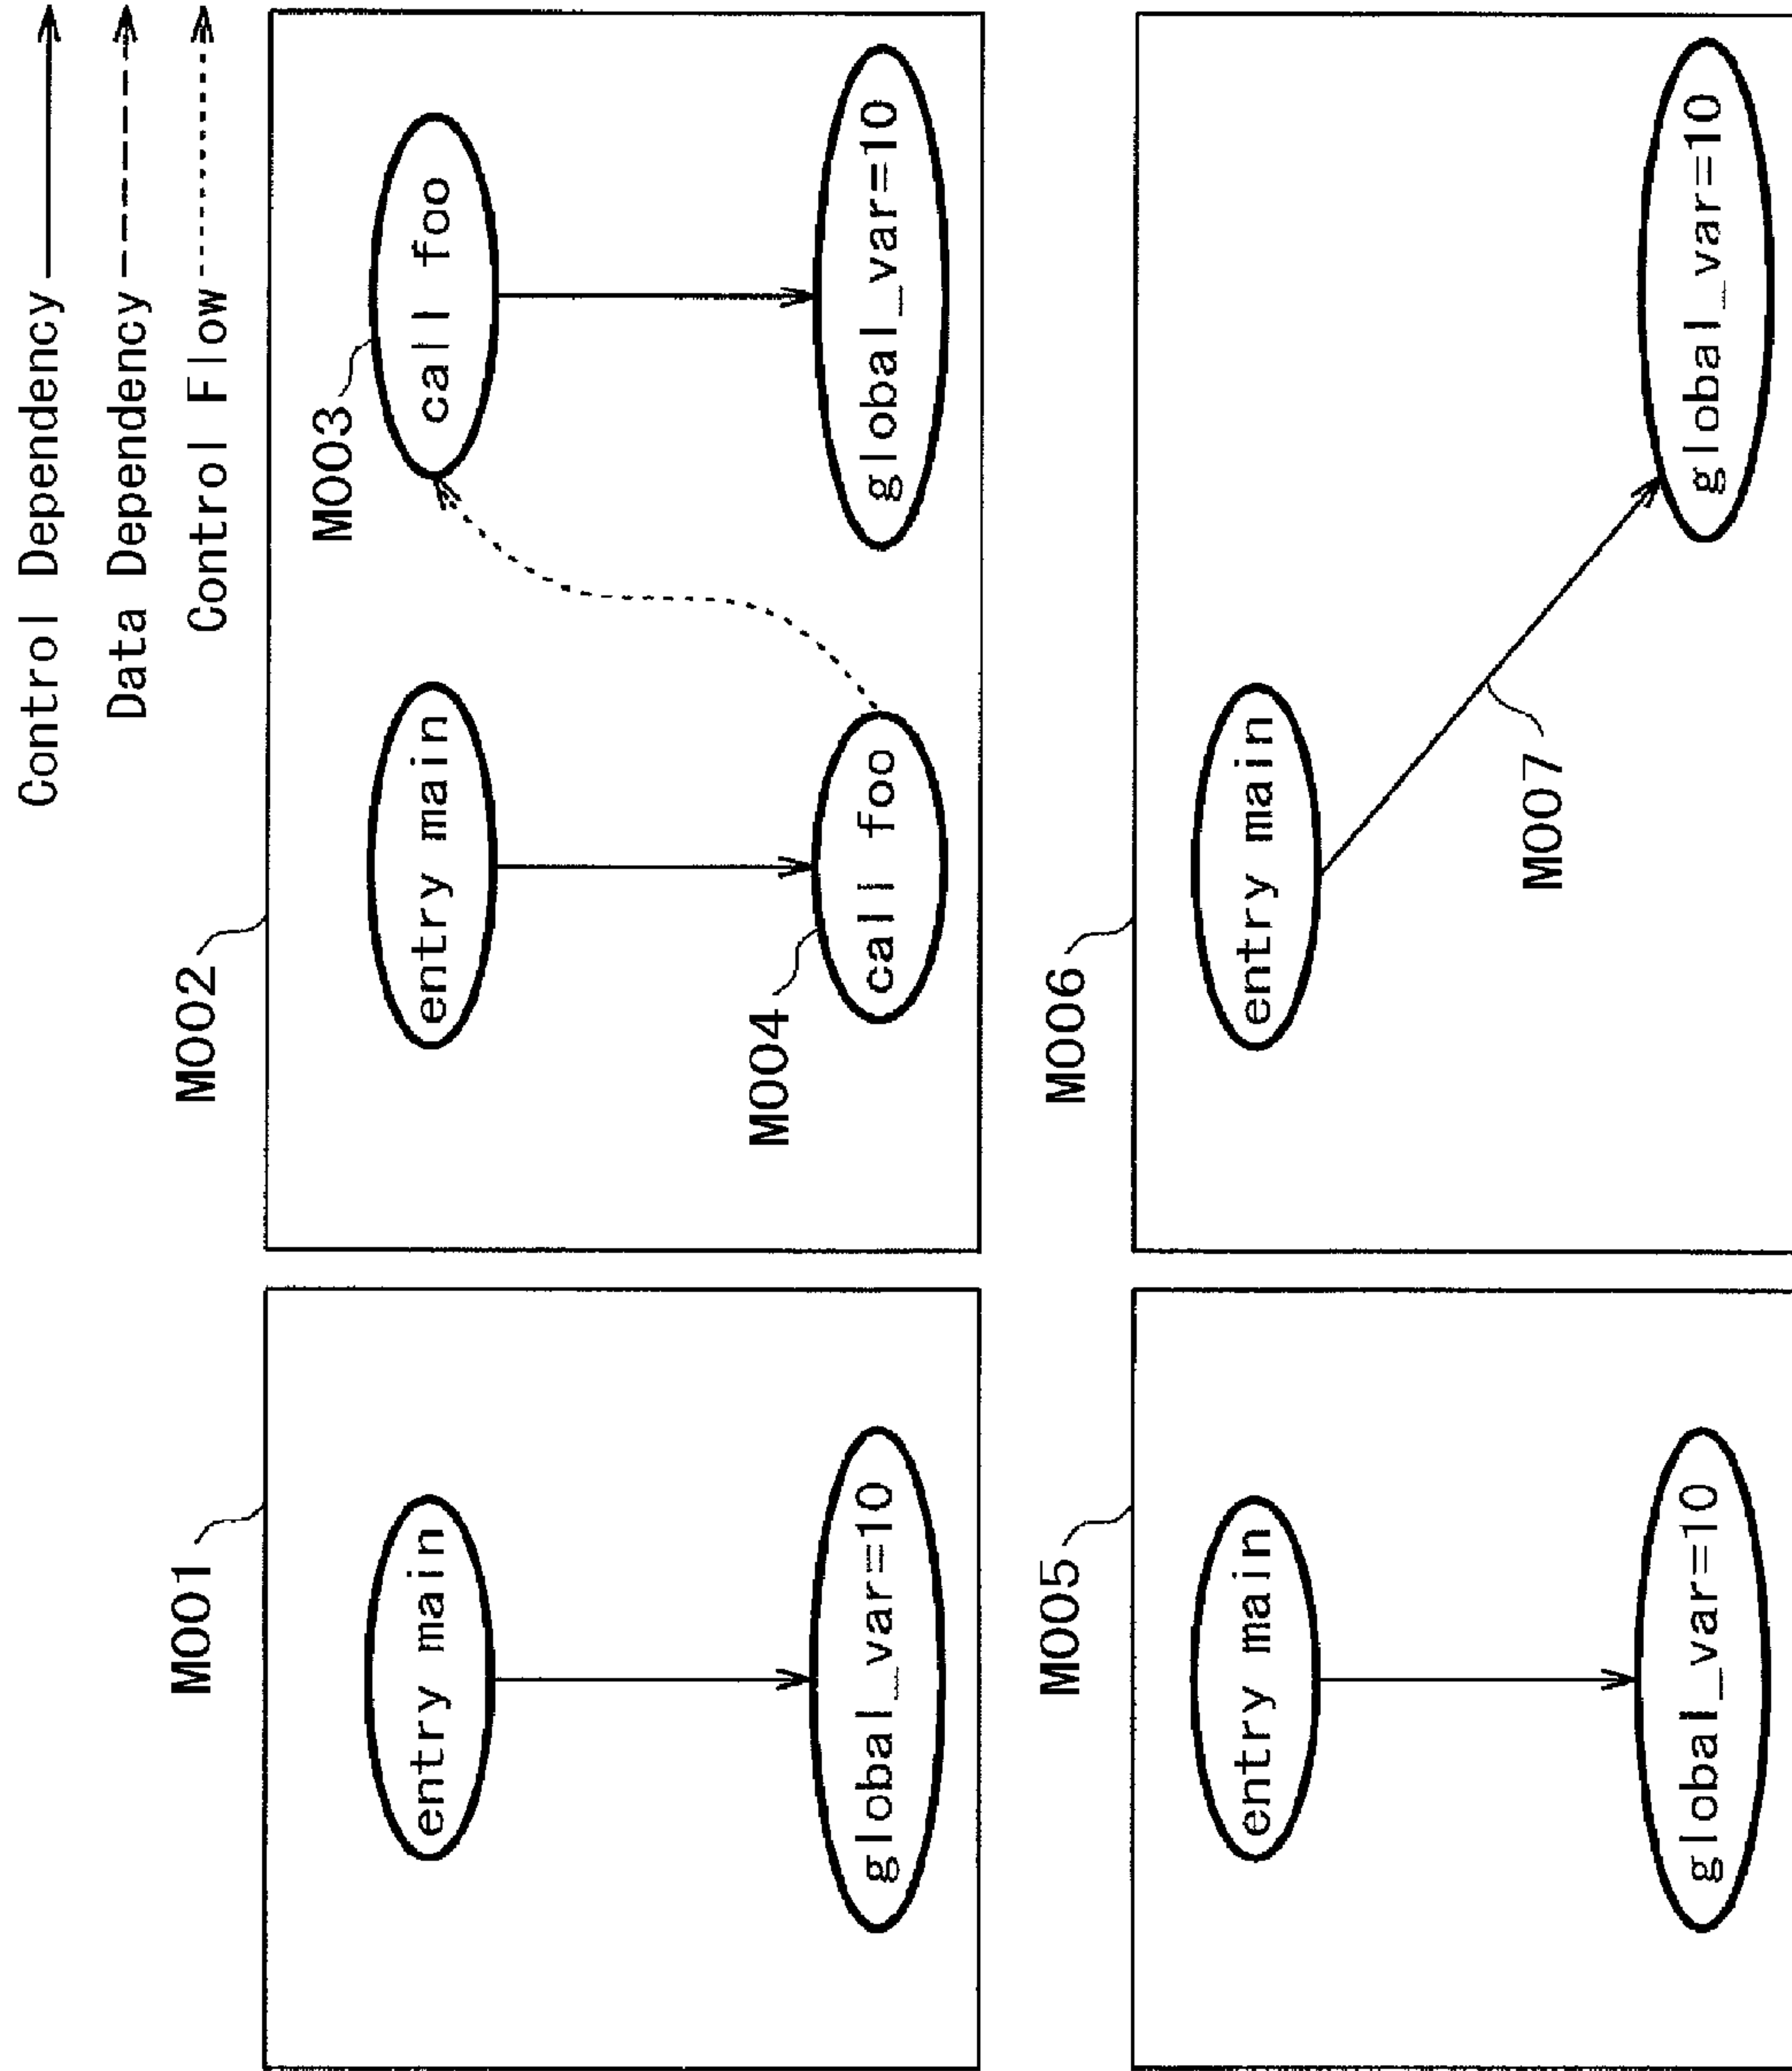 Control Dependency
Data Dependency
Control Flow
M001
entry main
global_var=10
M002
entry main
M004
call foo
M003
call foo
global_var=10
M005
entry main
global_var=10
M006
entry main
M007
global_var=10